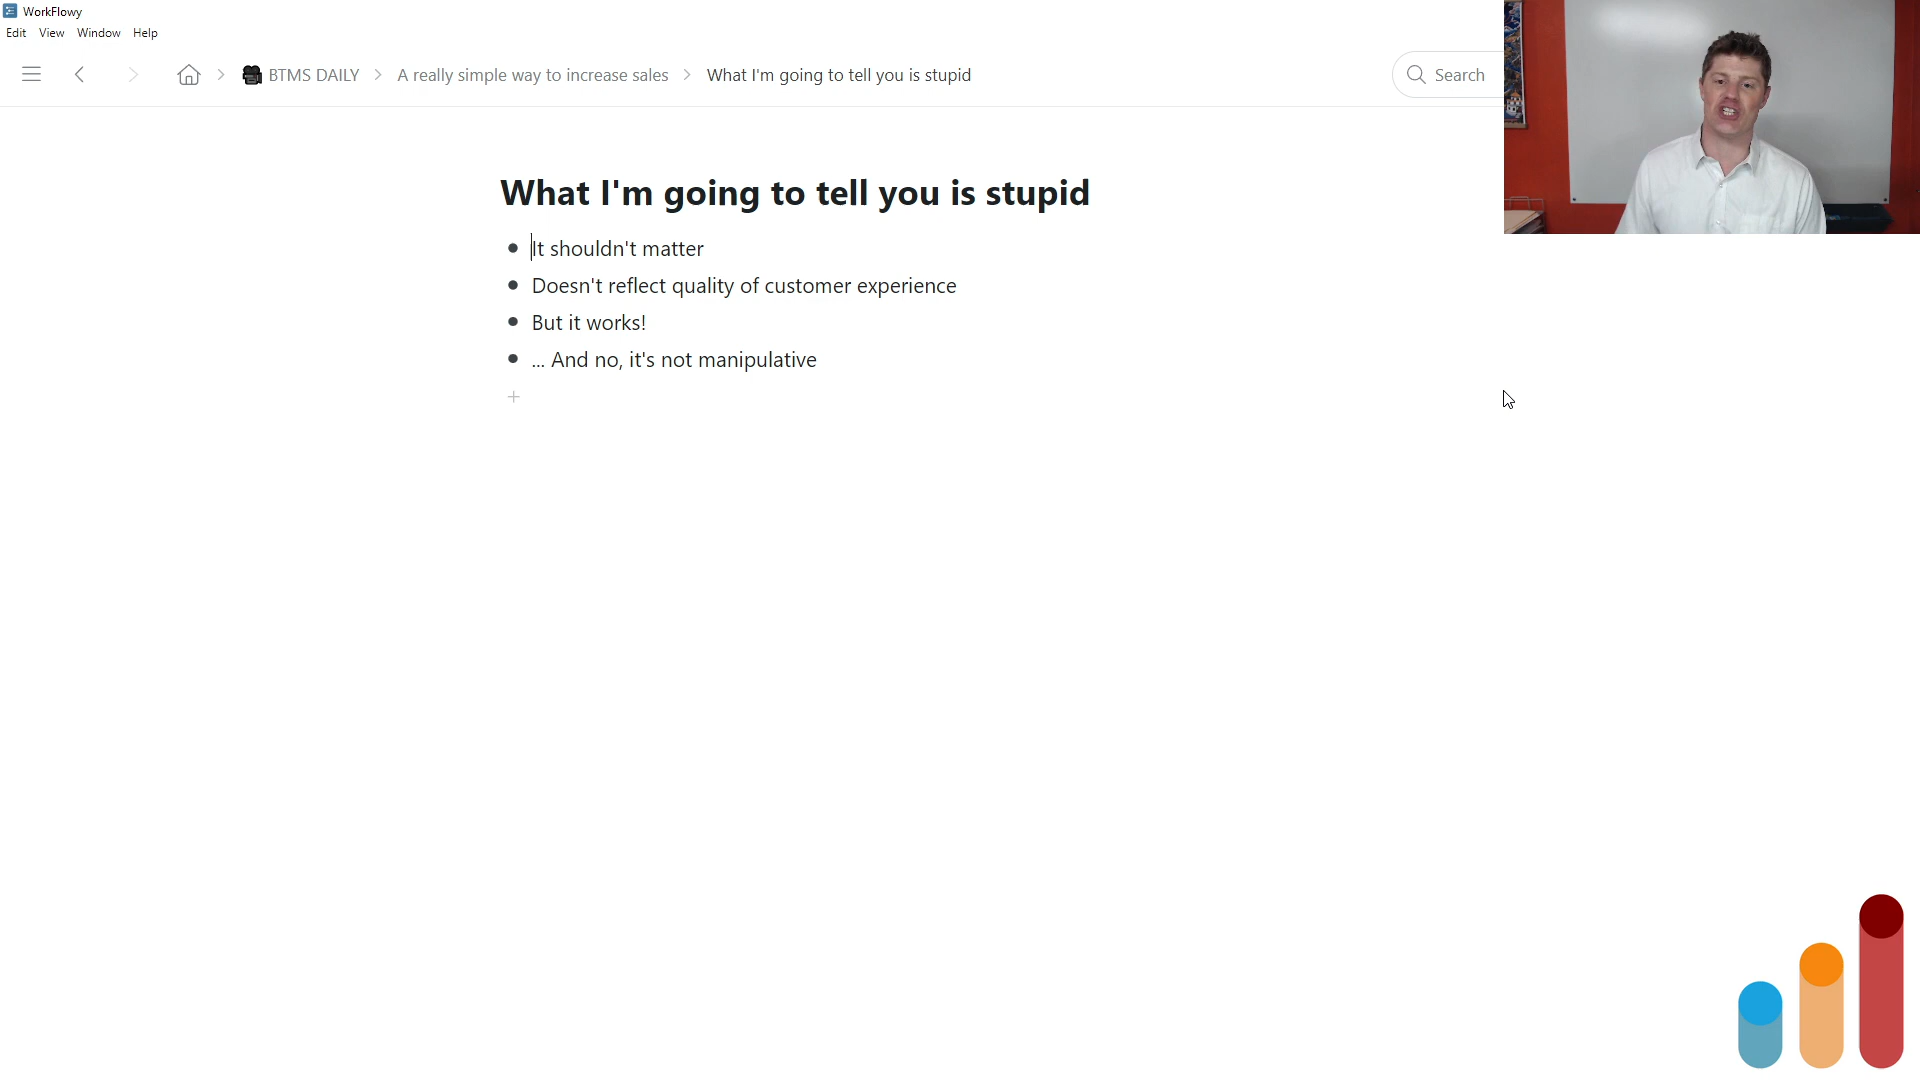 WorkFlowy
Edit View Window Help
BTMS DAILY A really simple way to increase sales What I'm going to tell you is stupid
Search
What I'm going to tell you is stupid
It shouldn't matter
Doesn't reflect quality of customer experience
But it works!
... And no, it's not manipulative